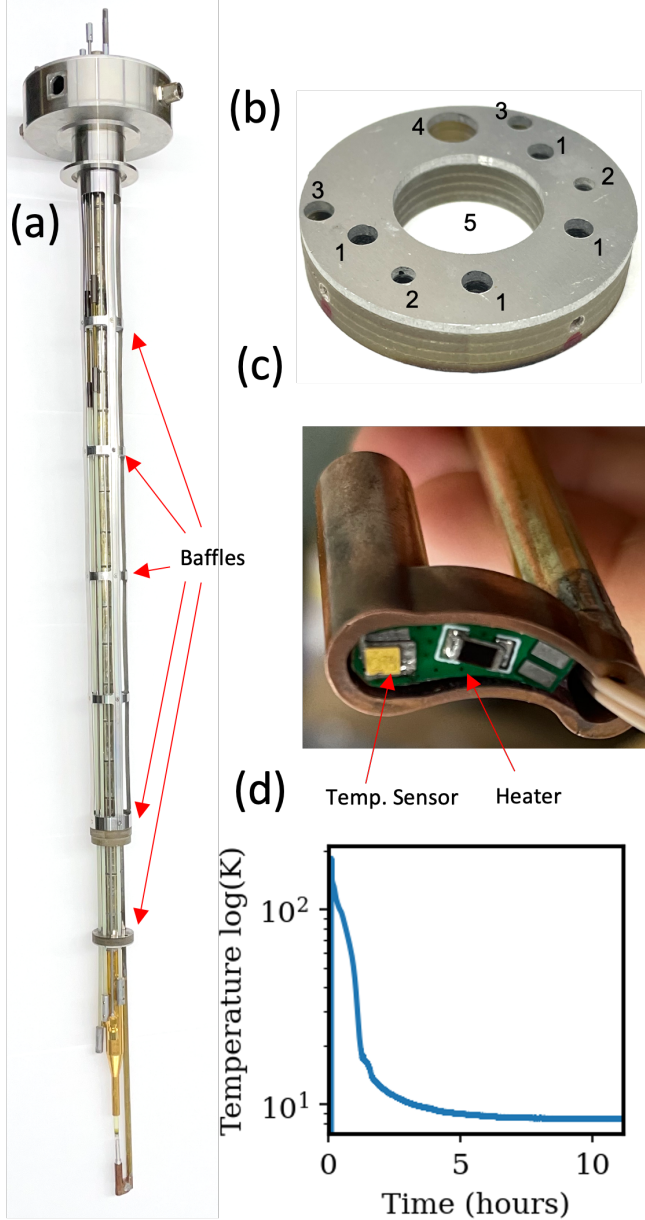 (a)
Baffles
(b)
3
4
1
2
3
5
1
1
2
1
(c)
Temp. Sensor
Heater
(d)
Temperature log(K)
10²
10¹
0
5
10
Time (hours)